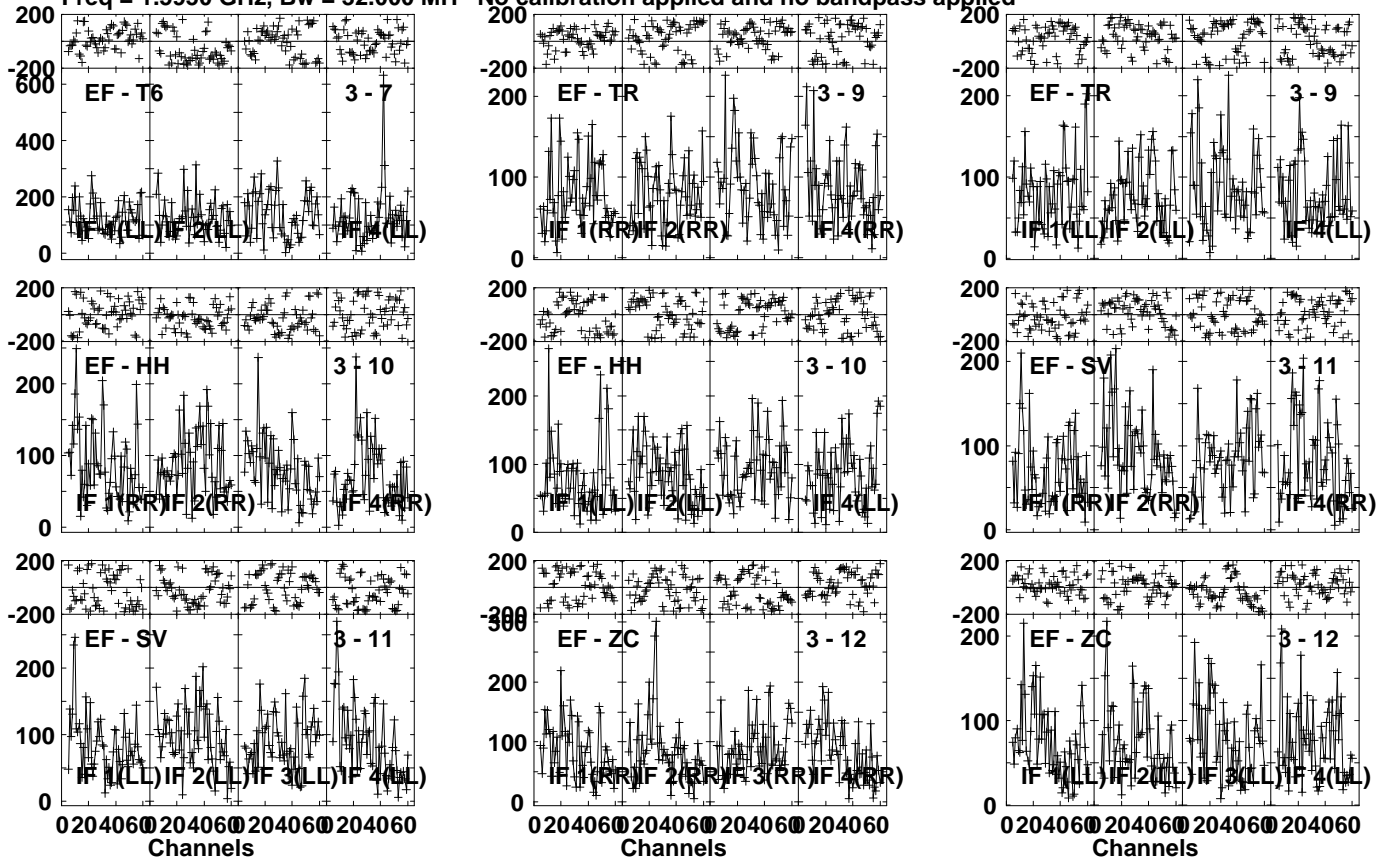 No calibration applied and no bandpass applied
200
-200
600
400
200
0
EF - T6 3 - 7
IF 1(LL) IF 2(LL) IF 4(LL)
200
-200
200
100
0
EF - TR 3 - 9
IF 1(RR) IF 2(RR) IF 4(RR)
200
-200
200
100
0
EF - TR 3 - 9
IF 1(LL) IF 2(LL) IF 4(LL)
200
-200
200
100
0
EF - HH 3 - 10
IF 1(RR) IF 2(RR) IF 4(RR)
200
-200
200
100
0
EF - HH 3 - 10
IF 1(LL) IF 2(LL) IF 4(LL)
200
-200
200
100
0
EF - SV 3 - 11
IF 1(RR) IF 2(RR) IF 4(RR)
200
-200
200
100
0
EF - SV 3 - 11
IF 1(LL) IF 2(LL) IF 3(LL) IF 4(LL)
0 20 40 60 0 20 40 60 0 20 40 60 0 20 40 60
Channels
200
-200
300
200
100
0
EF - ZC 3 - 12
IF 1(RR) IF 2(RR) IF 3(RR) IF 4(RR)
0 20 40 60 0 20 40 60 0 20 40 60 0 20 40 60
Channels
200
-200
200
100
0
EF - ZC 3 - 12
IF 1(LL) IF 2(LL) IF 3(LL) IF 4(LL)
0 20 40 60 0 20 40 60 0 20 40 60 0 20 40 60
Channels